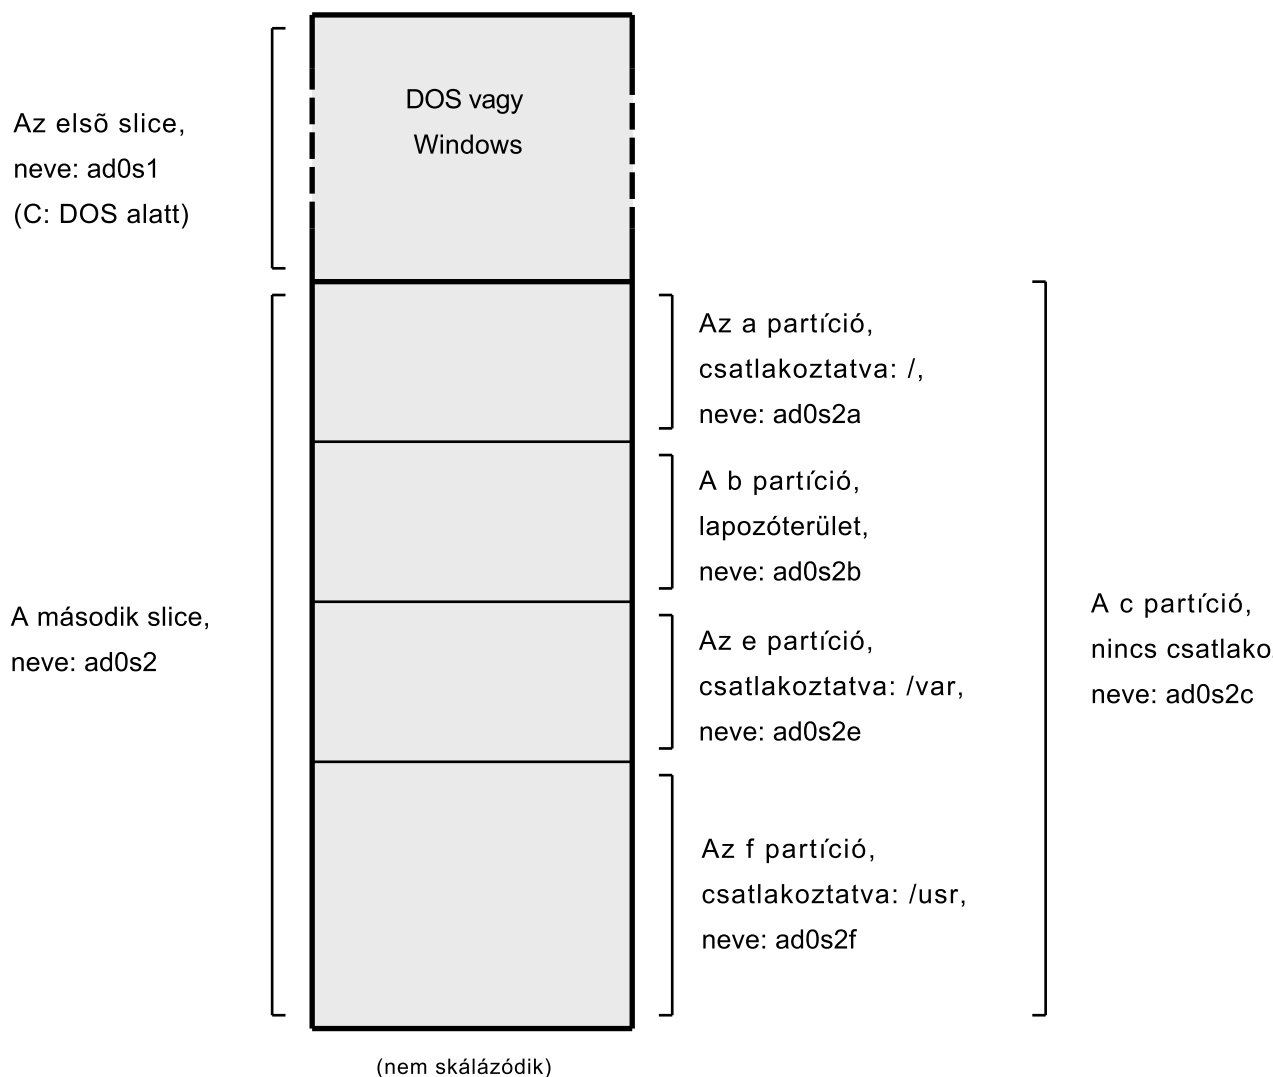 DOS vagy
Windows
Az elsõ slice,
neve: ad0s1
(C: DOS alatt)
Az a partíció,
csatlakoztatva: /,
neve: ad0s2a
A b partíció,
lapozóterület,
neve: ad0s2b
A második slice,
neve: ad0s2
Az e partíció,
csatlakoztatva: /var,
neve: ad0s2e
A c partíció,
nincs csatlako
neve: ad0s2c
Az f partíció,
csatlakoztatva: /usr,
neve: ad0s2f
(nem skálázódik)